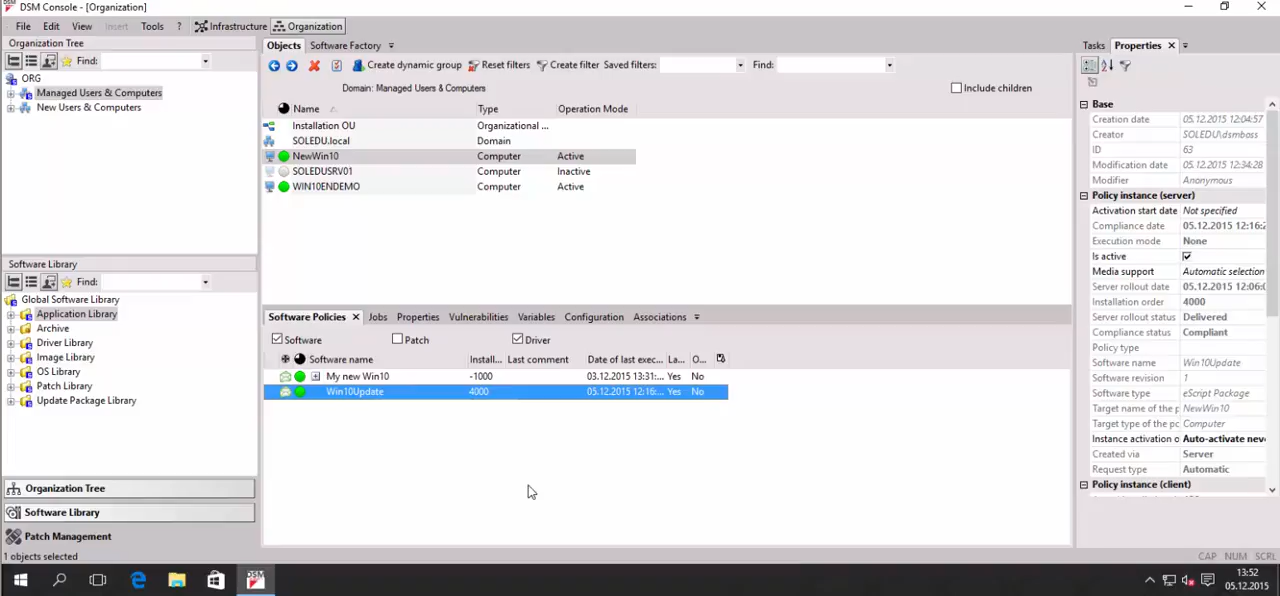 DSM Console - [Organization]
File Edit View Insert Tools ? Infrastructure Organization
Organization Tree
Find:
ORG
Managed Users & Computers
New Users & Computers
Software Library
Find:
Global Software Library
Application Library
Archive
Driver Library
Image Library
OS Library
Patch Library
Update Package Library
Organization Tree
Software Library
Patch Management
1 objects selected
Objects Software Factory
Create dynamic group Reset filters Create filter Saved filters: Find:
Domain: Managed Users & Computers Include children
Name Type Operation Mode
Installation OU Organizational ...
SOLEDU.local Domain
NewWin10 Computer Active
SOLEDUSRV01 Computer Inactive
WIN10ENDEMO Computer Active
Software Policies Jobs Properties Vulnerabilities Variables Configuration Associations
Software Patch Driver
Software name Install... Last comment Date of last exec... La... O...
My new Win10 -1000 03.12.2015 13:31:... Yes No
Win10Update 4000 05.12.2015 12:16:... Yes No
Tasks Properties
Base
Creation date 05.12.2015 12:04:57
Creator SOLEDU\dsmboss
ID 63
Modification date 05.12.2015 12:34:28
Modifier Anonymous
Policy instance (server)
Activation start date Not specified
Compliance date 05.12.2015 12:16:2
Execution mode None
Is active
Media support Automatic selection
Server rollout date 05.12.2015 12:06:0
Installation order 4000
Server rollout status Delivered
Compliance status Compliant
Policy type
Software name Win10Update
Software revision 1
Software type eScript Package
Target name of the p NewWin10
Target type of the pc Computer
Instance activation o Auto-activate nev
Created via Server
Request type Automatic
Policy instance (client)
CAP NUM SCRL
13:52
05.12.2015